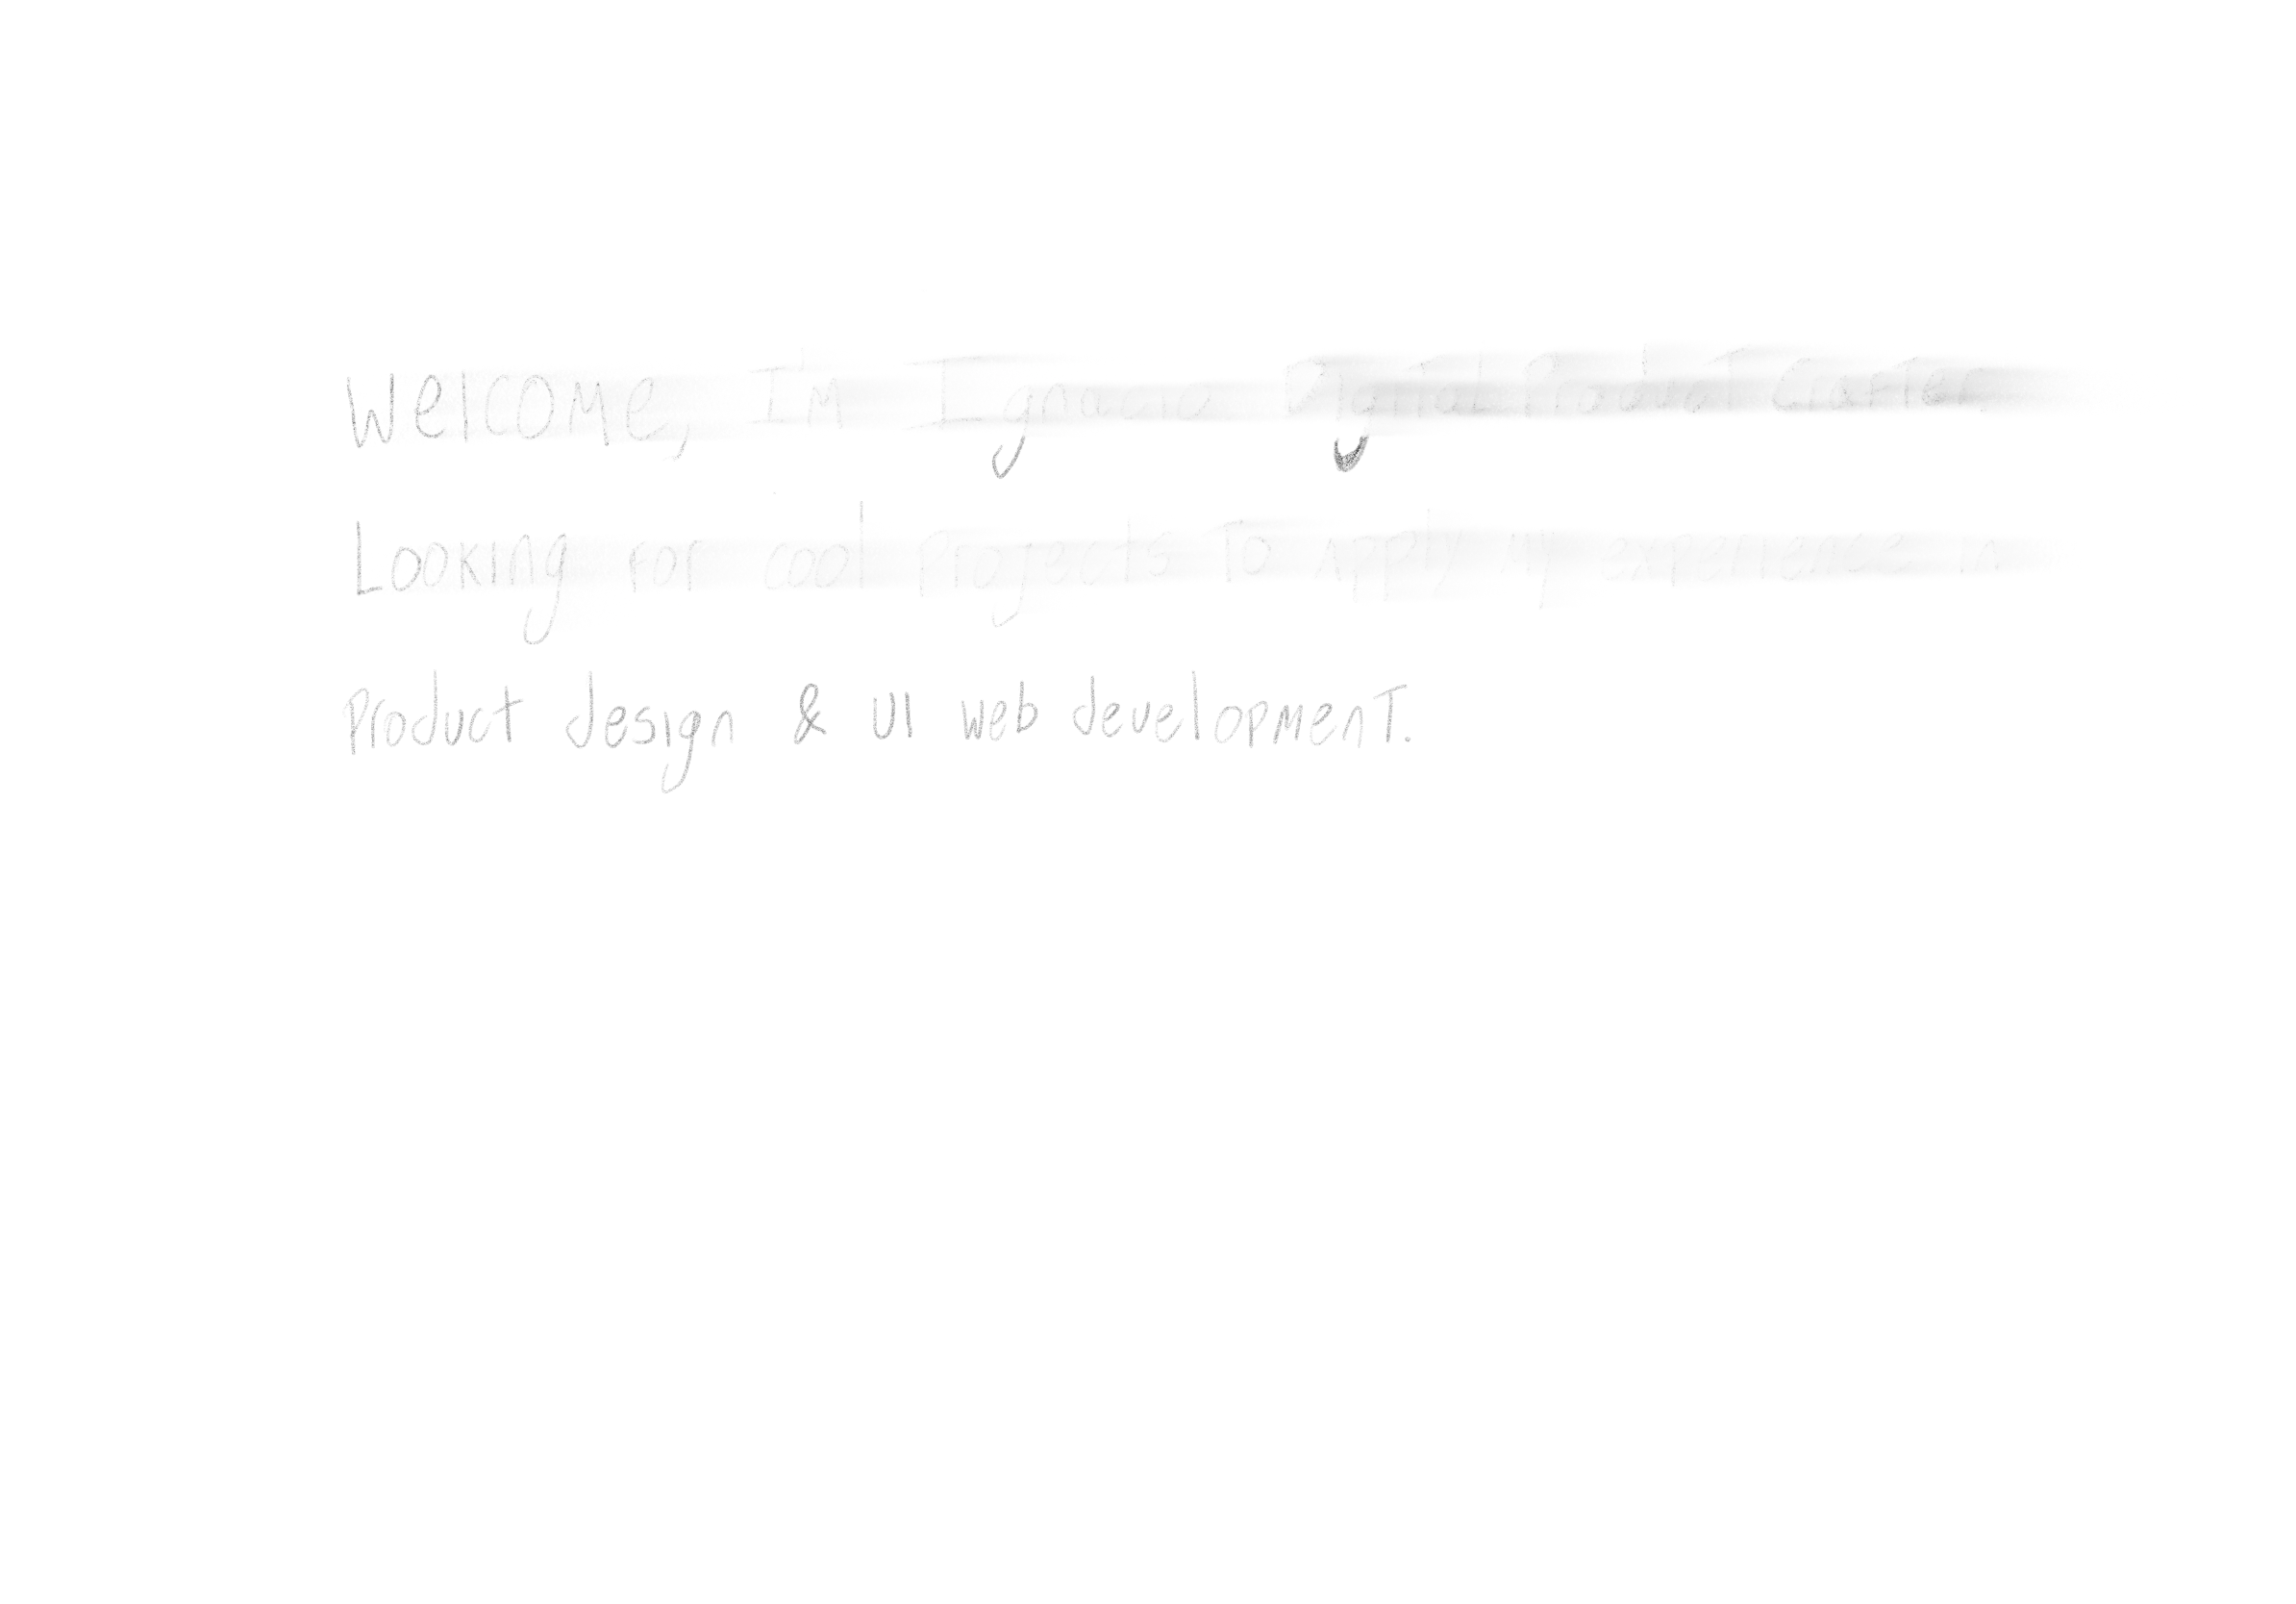 Welcome, I'm Ignacio Digital Product Crafter,
Looking for cool projects to apply my experience in
Product design & UI web development.